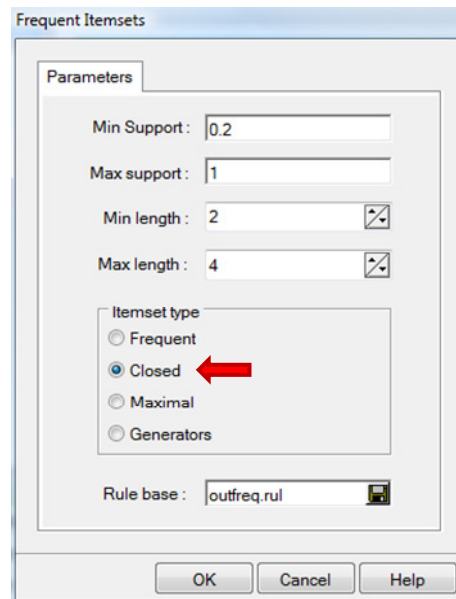 Frequent Itemsets
Parameters
Min Support : 0.2
Max support : 1
Min length : 2
Max length : 4
Itemset type
Frequent
Closed
Maximal
Generators
Rule base : outfreq.rul
OK Cancel Help